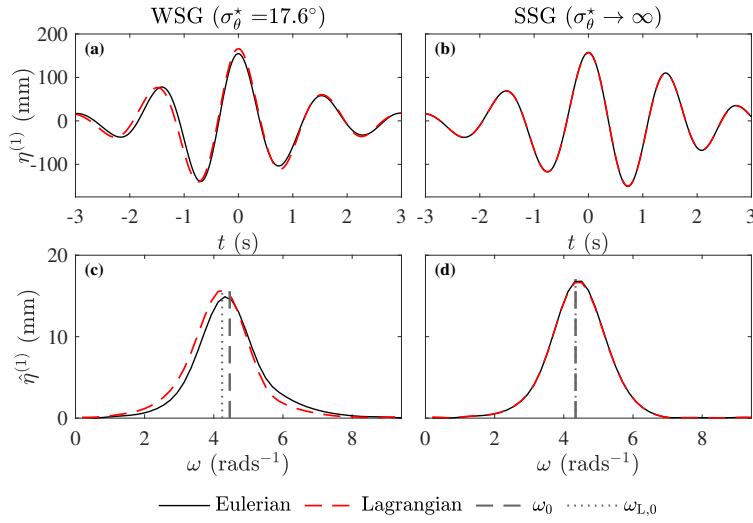 WSG (σ_θ^⋆ =17.6°) SSG (σ_θ^⋆ → ∞)
(a) (b)
200
100
0
-100
η^(1) (mm)
-3 -2 -1 0 1 2 3 -3 -2 -1 0 1 2 3
t (s) t (s)
(c) (d)
20
10
0
η̂^(1) (mm)
0 2 4 6 8 0 2 4 6 8
ω (rads⁻¹) ω (rads⁻¹)
Eulerian Lagrangian ω₀ ω_L,0